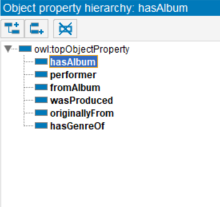 Object property hierarchy: hasAlbum
owl:topObjectProperty
hasAlbum
performer
fromAlbum
wasProduced
originallyFrom
hasGenreOf